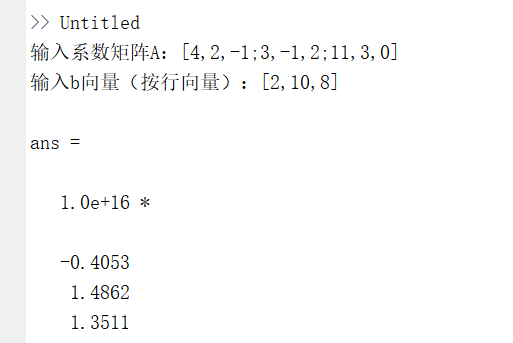 >> Untitled
输入系数矩阵A：[4,2,-1;3,-1,2;11,3,0]
输入b向量（按行向量）：[2,10,8]
ans =
1.0e+16 *
-0.4053
1.4862
1.3511